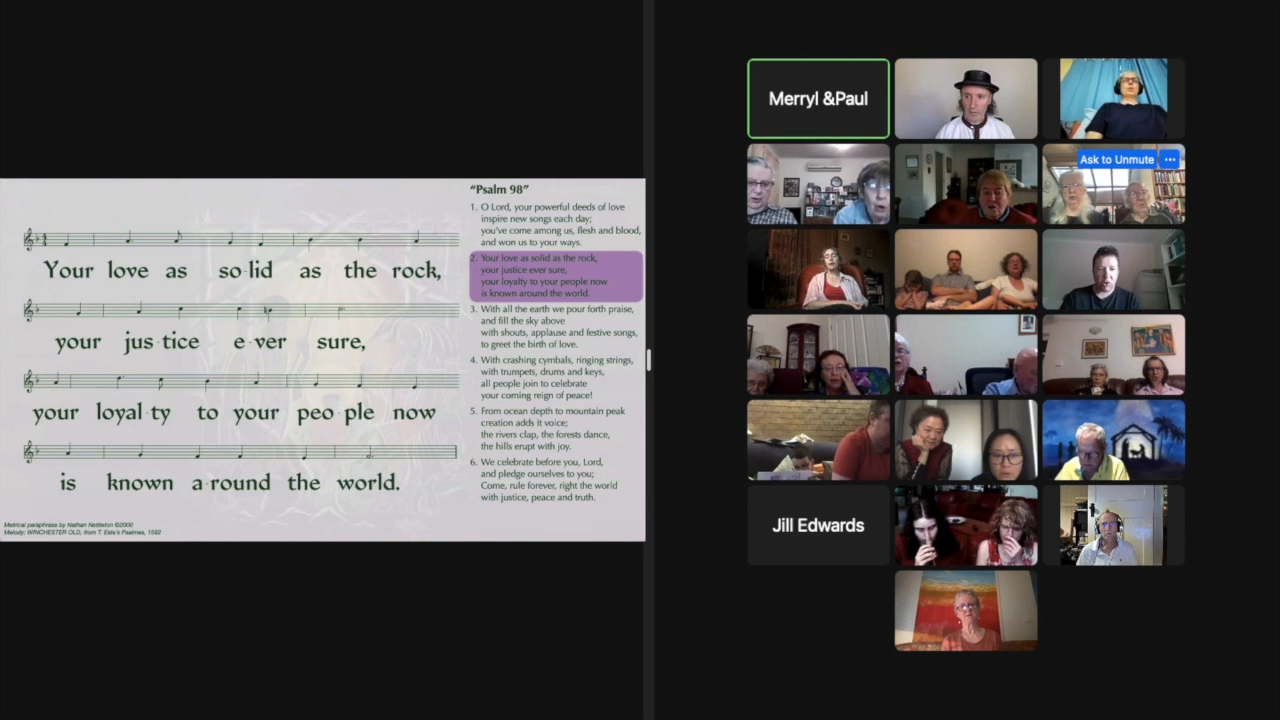 Your love as so·lid as the rock,
your jus·tice e·ver sure,
your loyal·ty to your peo·ple now
is known a·round the world.
Metrical paraphrase by Nathan Nettleton ©2000
Melody: WINCHESTER OLD, from T. Este's Psalmes, 1592
“Psalm 98”
1. O Lord, your powerful deeds of love
inspire new songs each day;
you've come among us, flesh and blood,
and won us to your ways.
2. Your love as solid as the rock,
your justice ever sure,
your loyalty to your people now
is known around the world.
3. With all the earth we pour forth praise,
and fill the sky above
with shouts, applause and festive songs,
to greet the birth of love.
4. With crashing cymbals, ringing strings,
with trumpets, drums and keys,
all people join to celebrate
your coming reign of peace!
5. From ocean depth to mountain peak
creation adds it voice;
the rivers clap, the forests dance,
the hills erupt with joy.
6. We celebrate before you, Lord,
and pledge ourselves to you;
Come, rule forever, right the world
with justice, peace and truth.
Merryl &Paul
Ask to Unmute
Jill Edwards